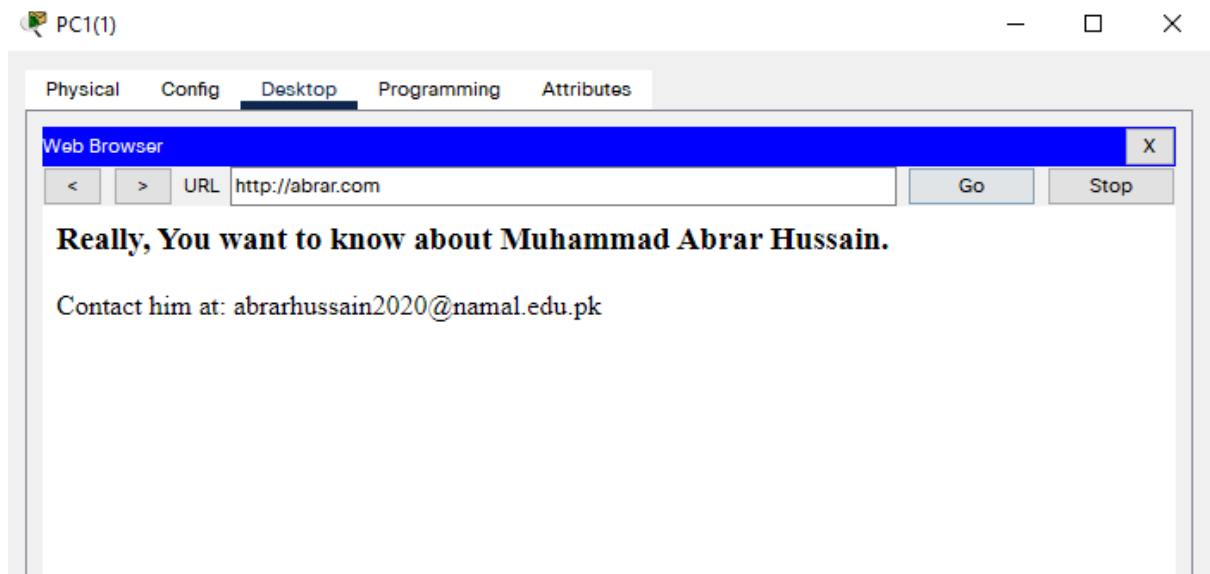 PC1(1)
Physical Config Desktop Programming Attributes
Web Browser X
< > URL http://abrar.com Go Stop
Really, You want to know about Muhammad Abrar Hussain.
Contact him at: abrarhussain2020@namal.edu.pk